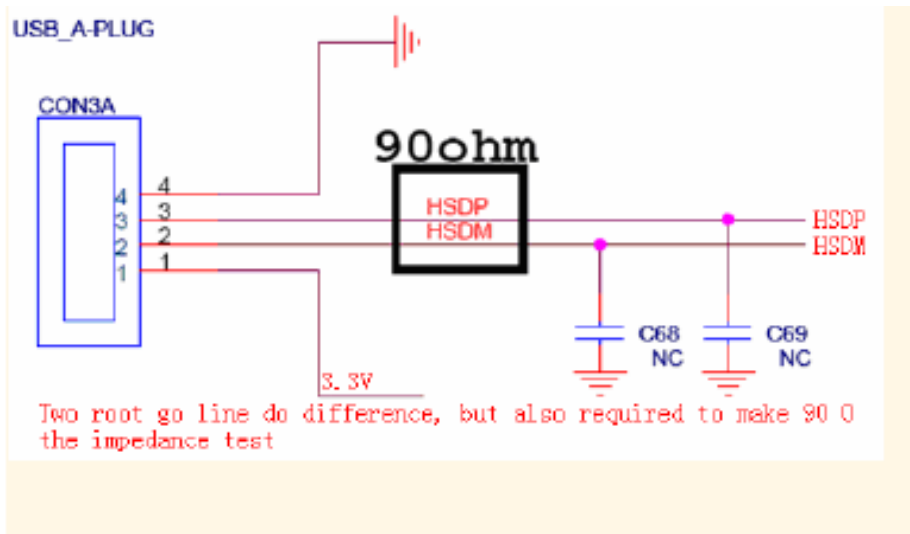 USB_A-PLUG
CON3A
90ohm
4 4
HSDP
3 3
HSDP
HSDM
2 2
HSDM
1 1
C68
C69
NC
NC
3.3V
Two root go line do difference, but also required to make 90 O
the impedance test